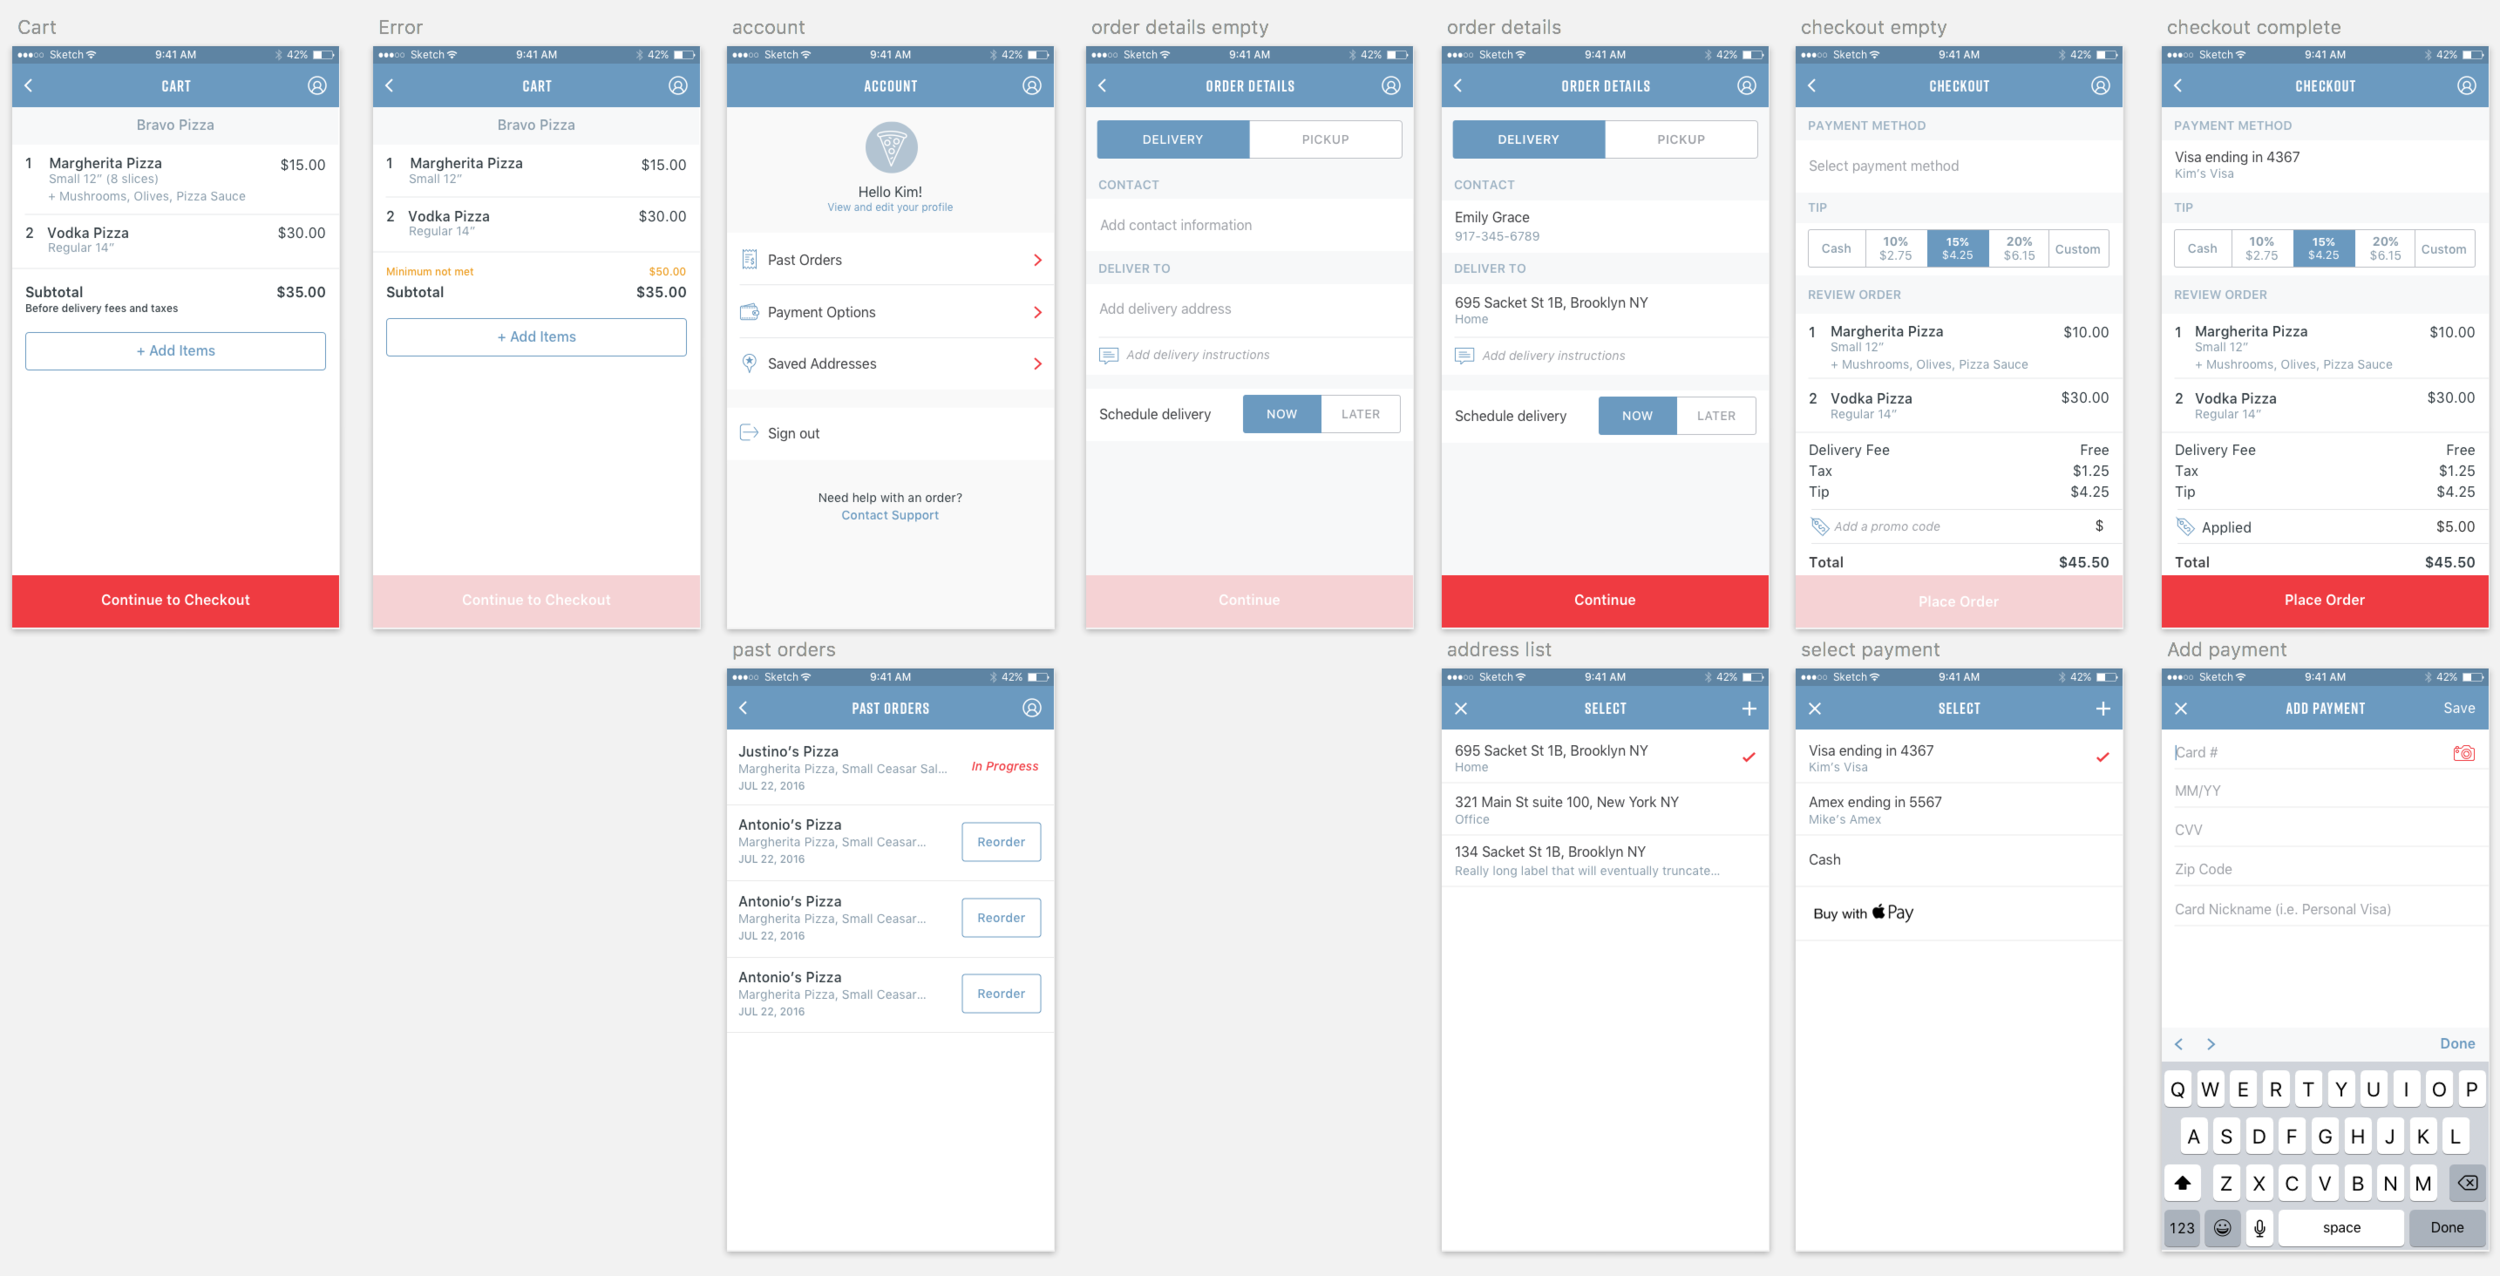 Cart
Sketch 9:41 AM 42%
CART
Bravo Pizza
1 Margherita Pizza $15.00
Small 12” (8 slices)
+ Mushrooms, Olives, Pizza Sauce
2 Vodka Pizza $30.00
Regular 14”
Subtotal $35.00
Before delivery fees and taxes
+ Add Items
Continue to Checkout
Error
Sketch 9:41 AM 42%
CART
Bravo Pizza
1 Margherita Pizza $15.00
Small 12”
2 Vodka Pizza $30.00
Regular 14”
Minimum not met $50.00
Subtotal $35.00
+ Add Items
Continue to Checkout
account
Sketch 9:41 AM 42%
ACCOUNT
Hello Kim!
View and edit your profile
Past Orders
Payment Options
Saved Addresses
Sign out
Need help with an order?
Contact Support
order details empty
Sketch 9:41 AM 42%
ORDER DETAILS
DELIVERY PICKUP
CONTACT
Add contact information
DELIVER TO
Add delivery address
Add delivery instructions
Schedule delivery NOW LATER
Continue
order details
Sketch 9:41 AM 42%
ORDER DETAILS
DELIVERY PICKUP
CONTACT
Emily Grace
917-345-6789
DELIVER TO
695 Sacket St 1B, Brooklyn NY
Home
Add delivery instructions
Schedule delivery NOW LATER
Continue
checkout empty
Sketch 9:41 AM 42%
CHECKOUT
PAYMENT METHOD
Select payment method
TIP
Cash 10% 15% 20% Custom
$2.75 $4.25 $6.15
REVIEW ORDER
1 Margherita Pizza $10.00
Small 12”
+ Mushrooms, Olives, Pizza Sauce
2 Vodka Pizza $30.00
Regular 14”
Delivery Fee Free
Tax $1.25
Tip $4.25
Add a promo code $
Total $45.50
Place Order
checkout complete
Sketch 9:41 AM 42%
CHECKOUT
PAYMENT METHOD
Visa ending in 4367
Kim’s Visa
TIP
Cash 10% 15% 20% Custom
$2.75 $4.25 $6.15
REVIEW ORDER
1 Margherita Pizza $10.00
Small 12”
+ Mushrooms, Olives, Pizza Sauce
2 Vodka Pizza $30.00
Regular 14”
Delivery Fee Free
Tax $1.25
Tip $4.25
Applied $5.00
Total $45.50
Place Order
past orders
Sketch 9:41 AM 42%
PAST ORDERS
Justino’s Pizza
Margherita Pizza, Small Ceasar Sal... In Progress
JUL 22, 2016
Antonio’s Pizza
Margherita Pizza, Small Ceasar... Reorder
JUL 22, 2016
Antonio’s Pizza
Margherita Pizza, Small Ceasar... Reorder
JUL 22, 2016
Antonio’s Pizza
Margherita Pizza, Small Ceasar... Reorder
JUL 22, 2016
address list
Sketch 9:41 AM 42%
SELECT
695 Sacket St 1B, Brooklyn NY
Home
321 Main St suite 100, New York NY
Office
134 Sacket St 1B, Brooklyn NY
Really long label that will eventually truncate...
select payment
Sketch 9:41 AM 42%
SELECT
Visa ending in 4367
Kim’s Visa
Amex ending in 5567
Mike’s Amex
Cash
Buy with Pay
Add payment
Sketch 9:41 AM 42%
ADD PAYMENT Save
Card #
MM/YY
CVV
Zip Code
Card Nickname (i.e. Personal Visa)
Done
Q W E R T Y U I O P
A S D F G H J K L
Z X C V B N M
123 space Done